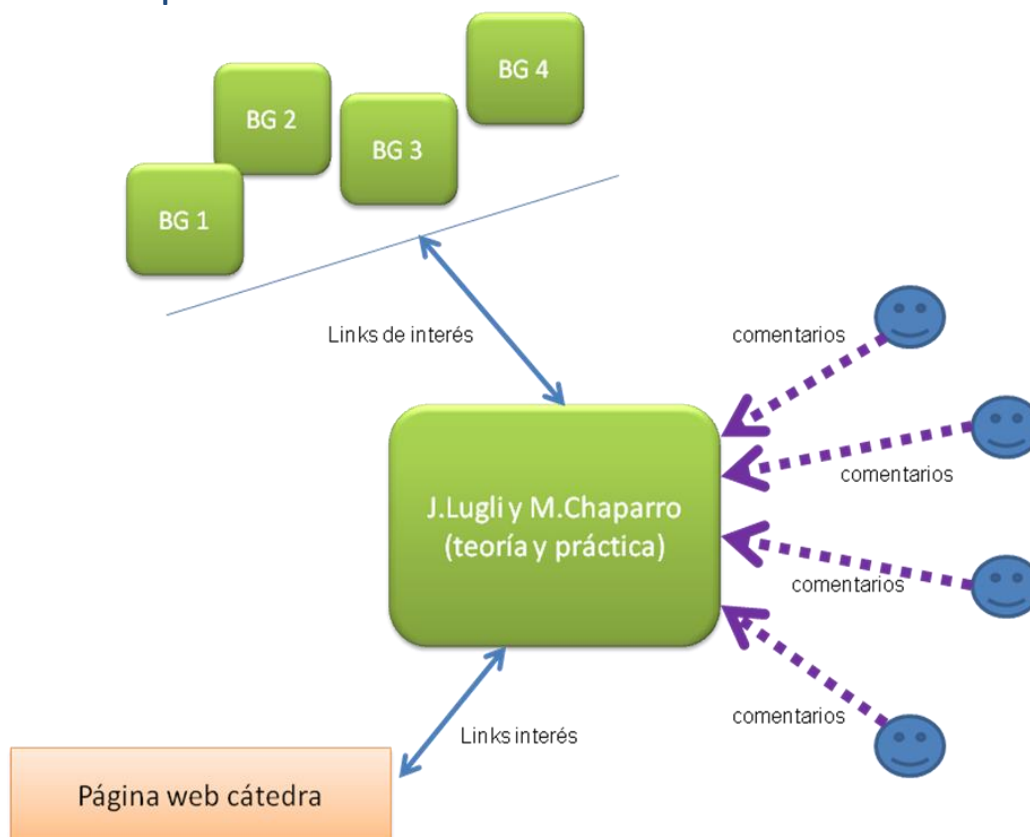 BG 4
BG 2
BG 3
BG 1
Links de interés
comentarios
comentarios
J.Lugli y M.Chaparro
(teoría y práctica)
comentarios
comentarios
Links interés
Página web cátedra